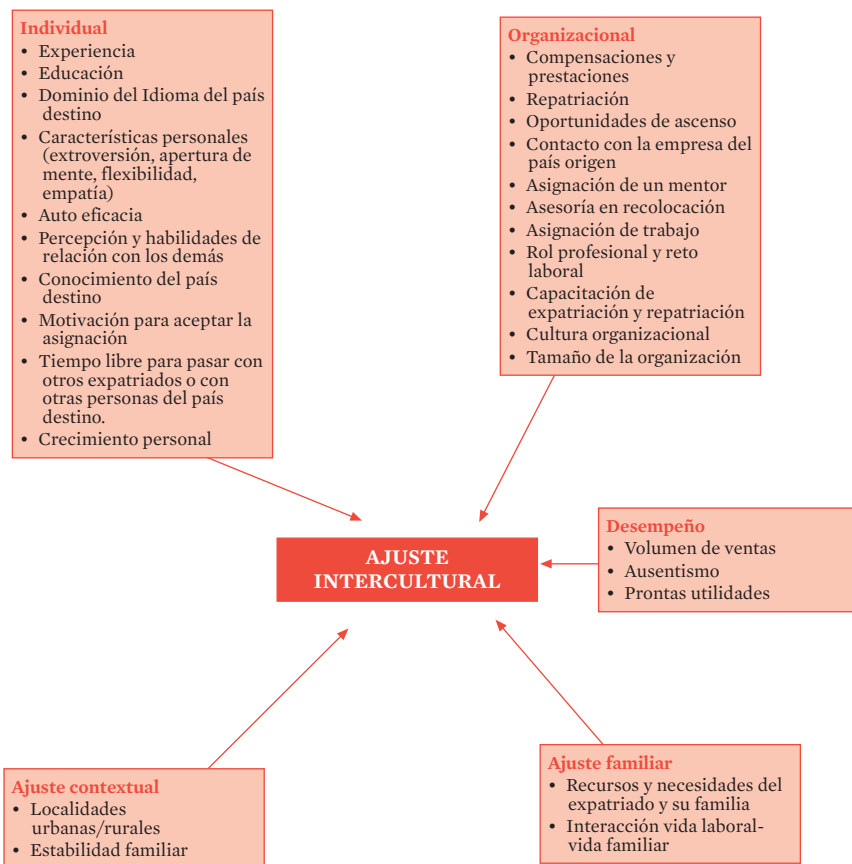 Individual
• Experiencia
• Educación
• Dominio del Idioma del país
destino
• Características personales
(extroversión, apertura de
mente, flexibilidad,
empatía)
• Auto eficacia
• Percepción y habilidades de
relación con los demás
• Conocimiento del país
destino
• Motivación para aceptar la
asignación
• Tiempo libre para pasar con
otros expatriados o con
otras personas del país
destino.
• Crecimiento personal
Organizacional
• Compensaciones y
prestaciones
• Repatriación
• Oportunidades de ascenso
• Contacto con la empresa del
país origen
• Asignación de un mentor
• Asesoría en recolocación
• Asignación de trabajo
• Rol profesional y reto
laboral
• Capacitación de
expatriación y repatriación
• Cultura organizacional
• Tamaño de la organización
AJUSTE
INTERCULTURAL
Desempeño
• Volumen de ventas
• Ausentismo
• Prontas utilidades
Ajuste contextual
• Localidades
urbanas/rurales
• Estabilidad familiar
Ajuste familiar
• Recursos y necesidades del
expatriado y su familia
• Interacción vida laboral-
vida familiar